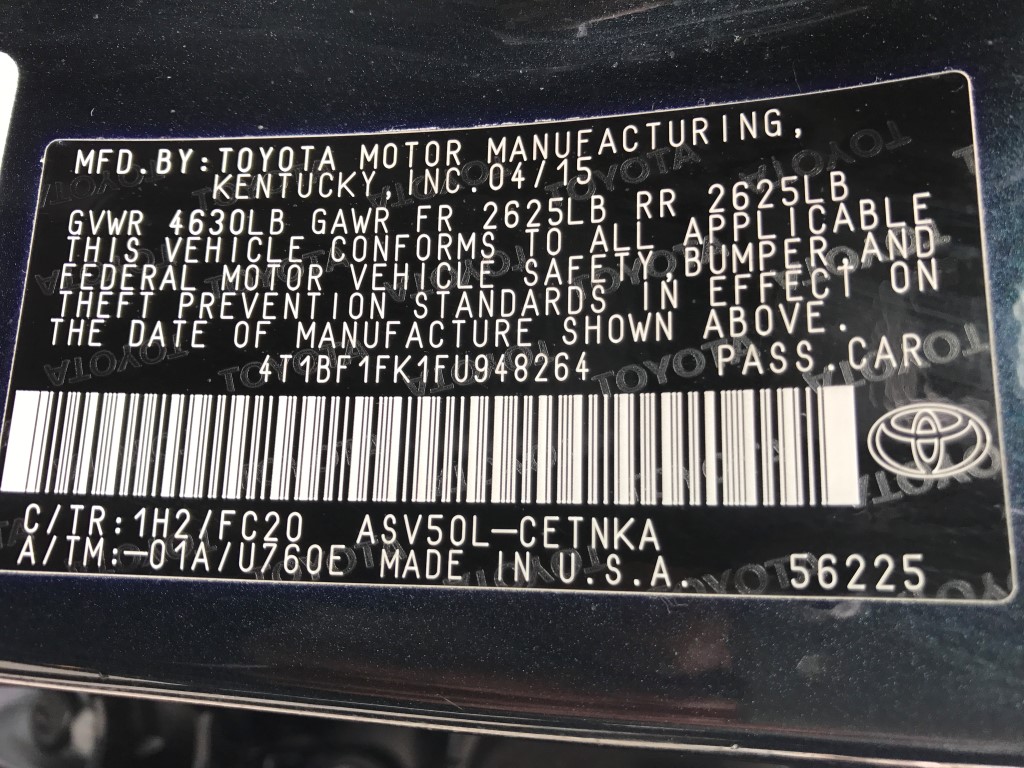 MFD.BY:TOYOTA MOTOR MANUFACTURING,
KENTUCKY,INC.04/15
GVWR 4630LB GAWR FR 2625LB RR 2625LB
THIS VEHICLE CONFORMS TO ALL APPLICABLE
FEDERAL MOTOR VEHICLE SAFETY,BUMPER,AND
THEFT PREVENTION STANDARDS IN EFFECT ON
THE DATE OF MANUFACTURE SHOWN ABOVE.
4T1BF1FK1FU948264 PASS.CAR
C/TR:1H2/FC20 ASV50L-CETNKA
A/TM:-01A/U760E MADE IN U.S.A. 56225